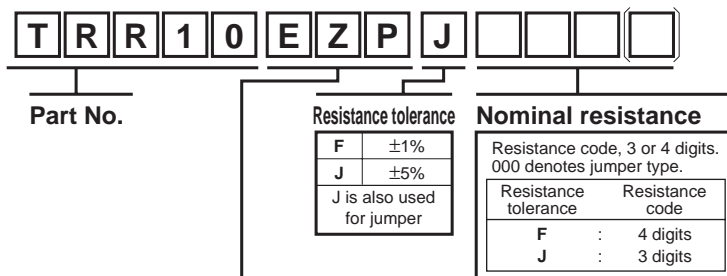 T R R 1 0 E Z P J
Part No.
Resistance tolerance
F ±1%
J ±5%
J is also used
for jumper
Nominal resistance
Resistance code, 3 or 4 digits.
000 denotes jumper type.
Resistance tolerance Resistance code
F : 4 digits
J : 3 digits